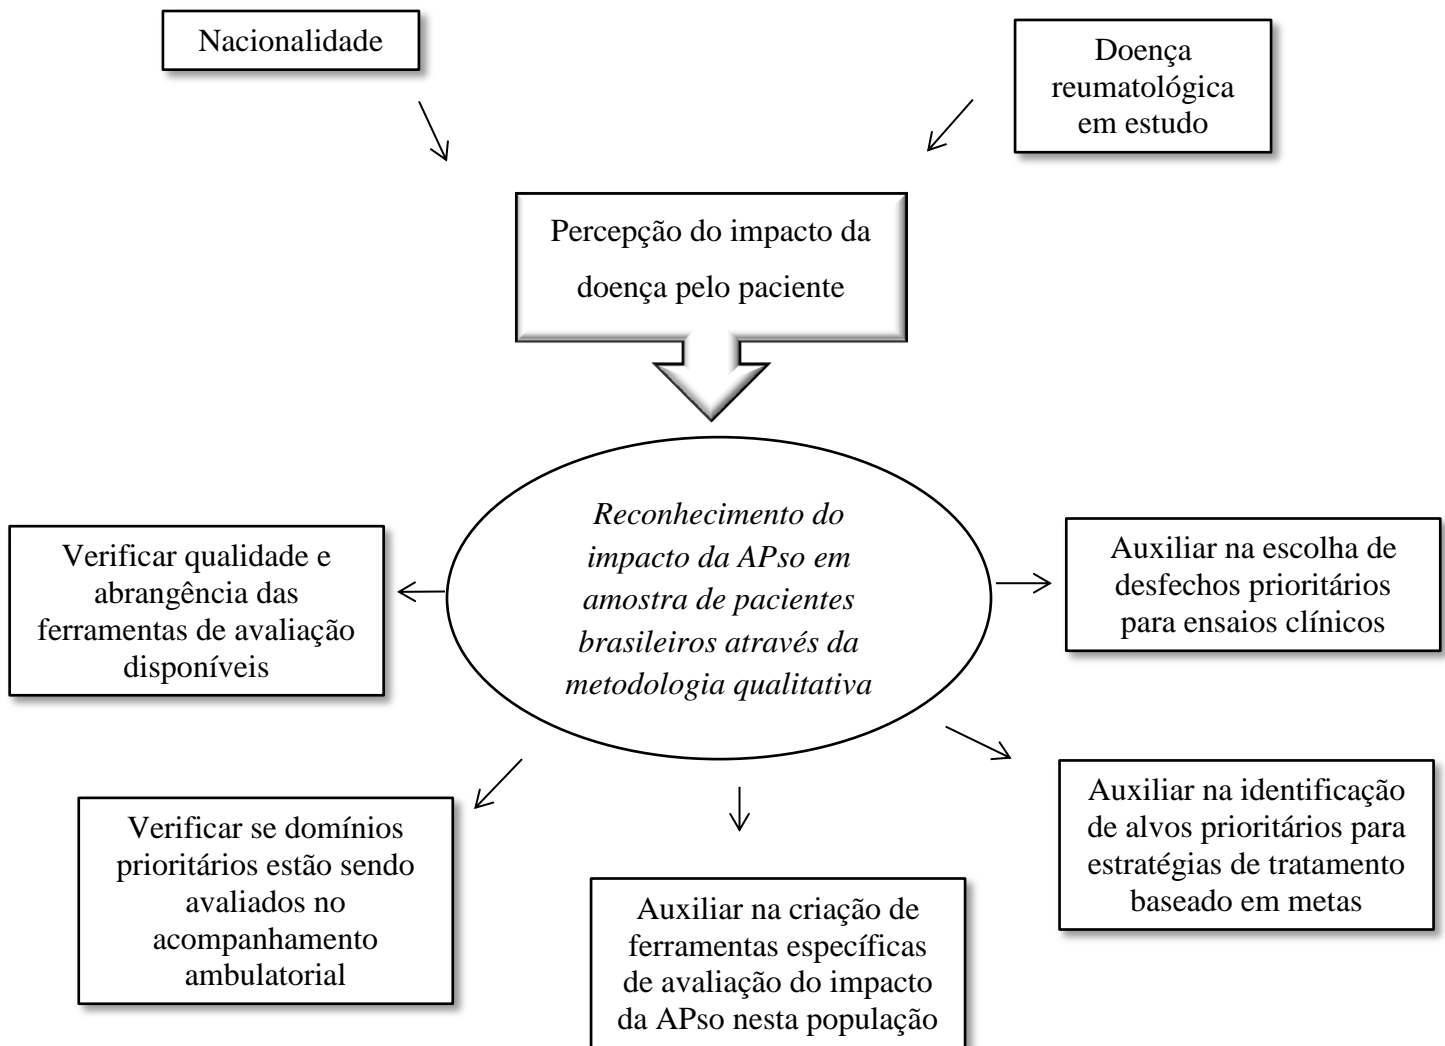 Nacionalidade
Doença
reumatológica
em estudo
Percepção do impacto da
doença pelo paciente
Reconhecimento do
impacto da APso em
amostra de pacientes
brasileiros através da
metodologia qualitativa
Verificar qualidade e
abrangência das
ferramentas de avaliação
disponíveis
Auxiliar na escolha de
desfechos prioritários
para ensaios clínicos
Verificar se domínios
prioritários estão sendo
avaliados no
acompanhamento
ambulatorial
Auxiliar na criação de
ferramentas específicas
de avaliação do impacto
da APso nesta população
Auxiliar na identificação
de alvos prioritários para
estratégias de tratamento
baseado em metas